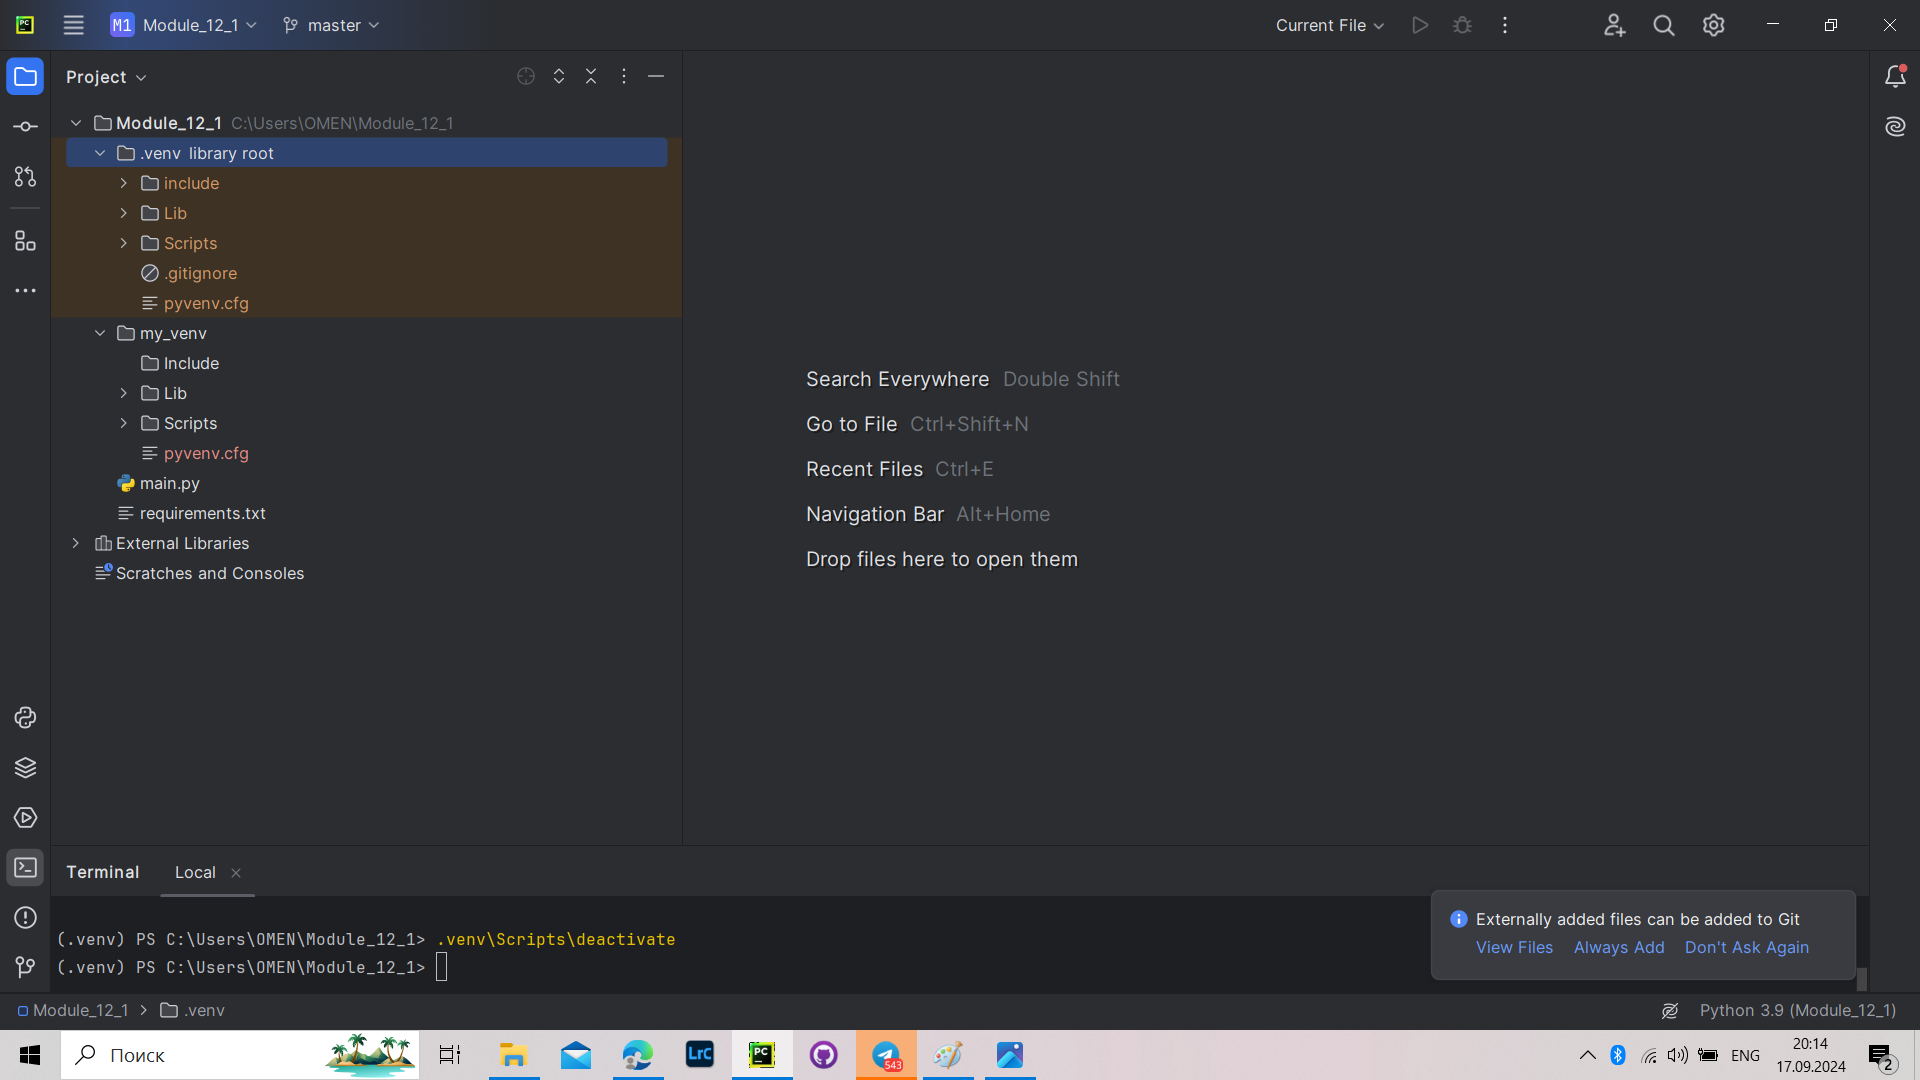 PC
M1 Module_12_1
master
Current File
Project
Module_12_1 C:\Users\OMEN\Module_12_1
.venv library root
include
Lib
Scripts
.gitignore
pyvenv.cfg
my_venv
Include
Lib
Scripts
pyvenv.cfg
main.py
requirements.txt
External Libraries
Scratches and Consoles
Search Everywhere Double Shift
Go to File Ctrl+Shift+N
Recent Files Ctrl+E
Navigation Bar Alt+Home
Drop files here to open them
Terminal Local
(.venv) PS C:\Users\OMEN\Module_12_1> .venv\Scripts\deactivate
(.venv) PS C:\Users\OMEN\Module_12_1>
Externally added files can be added to Git
View Files Always Add Don't Ask Again
Module_12_1 > .venv
Python 3.9 (Module_12_1)
Поиск
LrC
PC
543
ENG
20:14
17.09.2024
2